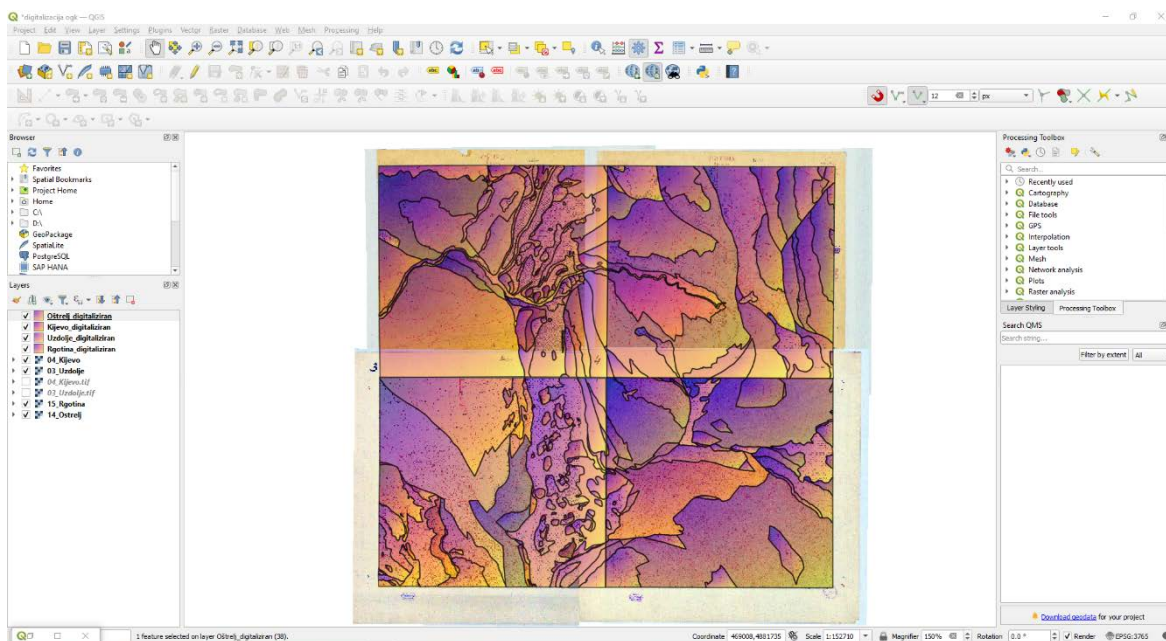 *digitalizacija ogk — QGIS
Project Edit View Layer Settings Plugins Vector Raster Database Web Mesh Processing Help
12 px
Browser
Favorites
Spatial Bookmarks
Project Home
Home
C:\
D:\
GeoPackage
SpatiaLite
PostgreSQL
SAP HANA
Layers
Oštrelj_digitaliziran
Kijevo_digitaliziran
Uzdolje_digitaliziran
Rgotina_digitaliziran
04_Kijevo
03_Uzdolje
04_Kijevo.tif
03_Uzdolje.tif
15_Rgotina
14_Ostrelj
3
Processing Toolbox
Search...
Recently used
Cartography
Database
File tools
GPS
Interpolation
Layer tools
Mesh
Network analysis
Plots
Raster analysis
Layer Styling Processing Toolbox
Search QMS
Search string...
Filter by extent All
Download geodata for your project
1 feature selected on layer Oštrelj_digitaliziran (38).
Coordinate 469008,4881735 Scale 1:152710 Magnifier 150% Rotation 0.0 ° Render EPSG:3765